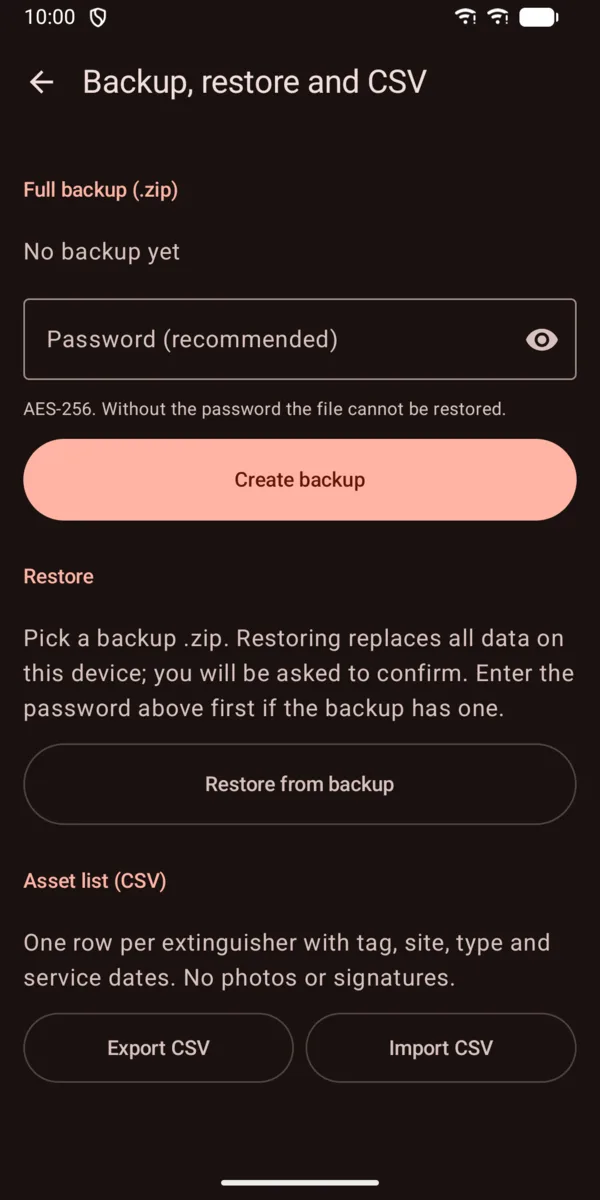 10:00
Backup, restore and CSV
Full backup (.zip)
No backup yet
Password (recommended)
AES-256. Without the password the file cannot be restored.
Create backup
Restore
Pick a backup .zip. Restoring replaces all data on
this device; you will be asked to confirm. Enter the
password above first if the backup has one.
Restore from backup
Asset list (CSV)
One row per extinguisher with tag, site, type and
service dates. No photos or signatures.
Export CSV
Import CSV